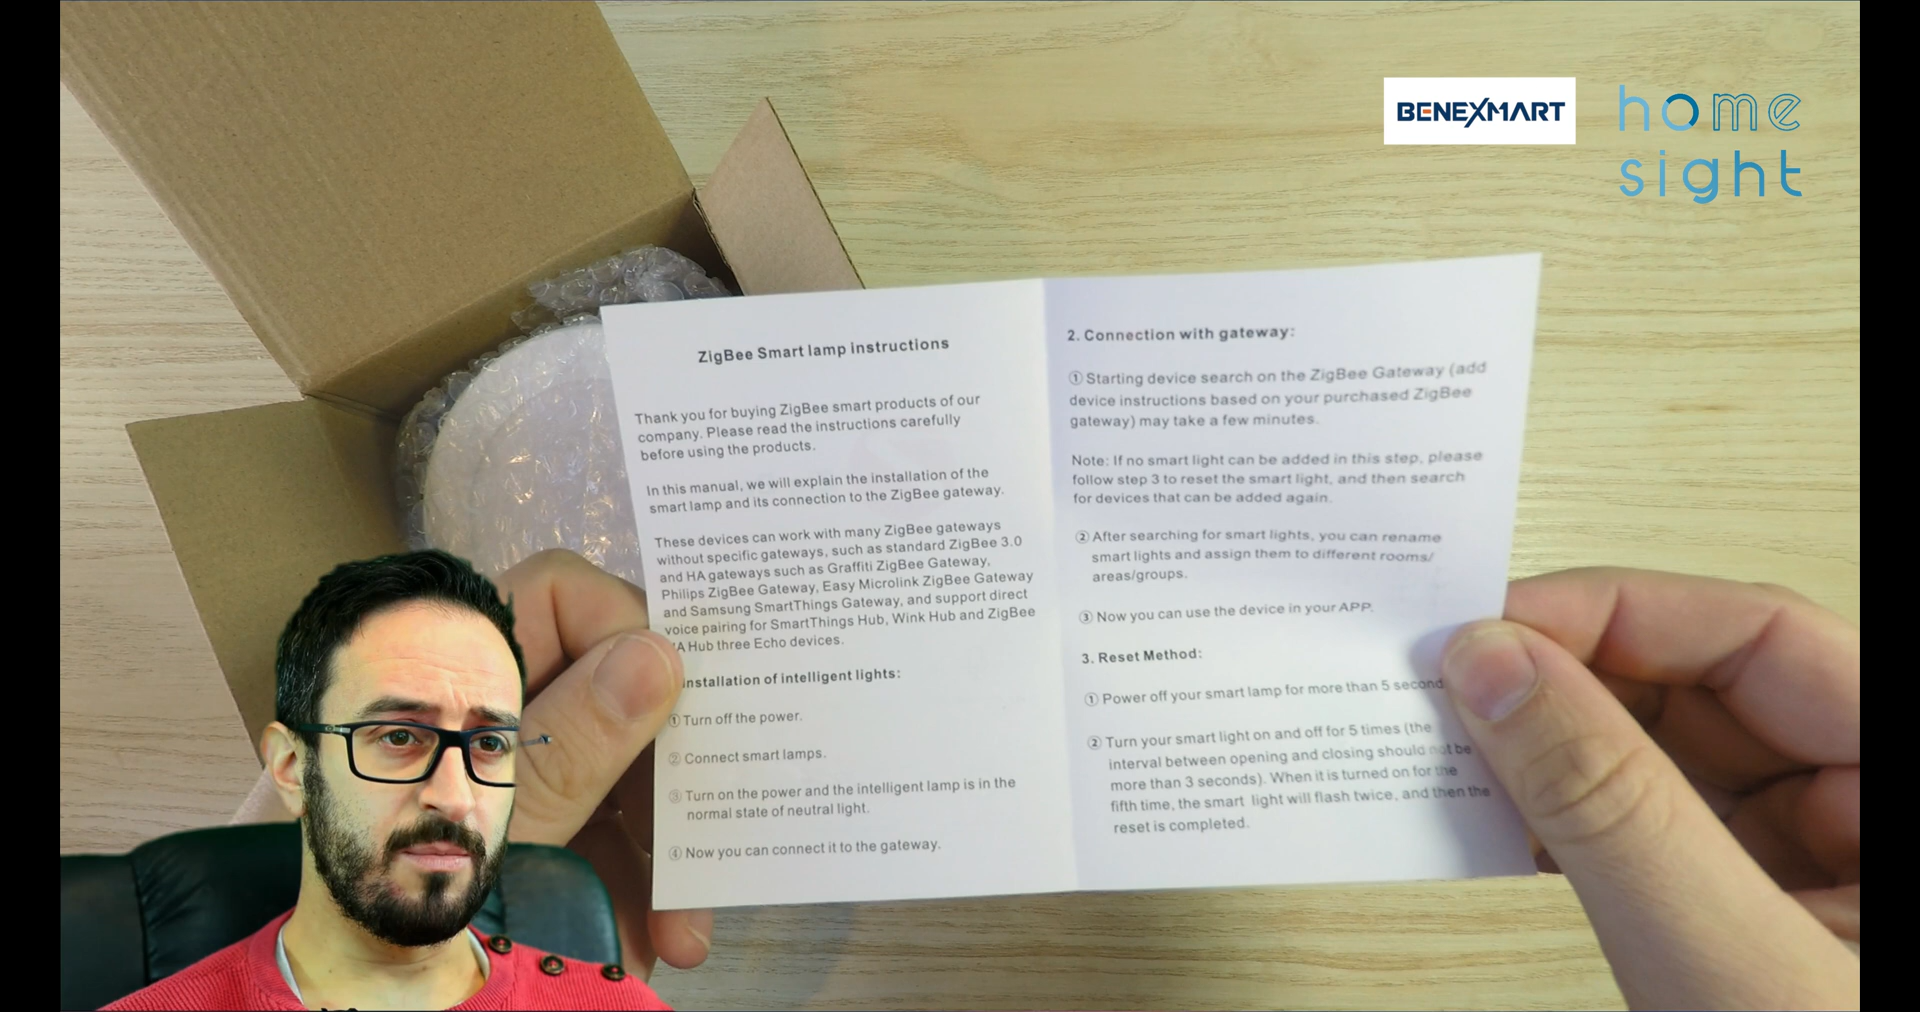 BENEXMART
home
sight
ZigBee Smart lamp instructions
Thank you for buying ZigBee smart products of our
company. Please read the instructions carefully
before using the products.
In this manual, we will explain the installation of the
smart lamp and its connection to the ZigBee gateway.
These devices can work with many ZigBee gateways
without specific gateways, such as standard ZigBee 3.0
and HA gateways such as Graffiti ZigBee Gateway,
Philips ZigBee Gateway, Easy Microlink ZigBee Gateway
and Samsung SmartThings Gateway, and support direct
voice pairing for SmartThings Hub, Wink Hub and ZigBee
Hub three Echo devices.
nstallation of intelligent lights:
① Turn off the power.
② Connect smart lamps.
③ Turn on the power and the intelligent lamp is in the
normal state of neutral light.
④ Now you can connect it to the gateway.
2. Connection with gateway:
① Starting device search on the ZigBee Gateway (add
device instructions based on your purchased ZigBee
gateway) may take a few minutes.
Note: If no smart light can be added in this step, please
follow step 3 to reset the smart light, and then search
for devices that can be added again.
② After searching for smart lights, you can rename
smart lights and assign them to different rooms/
areas/groups.
③ Now you can use the device in your APP.
3. Reset Method:
① Power off your smart lamp for more than 5 second
② Turn your smart light on and off for 5 times (the
interval between opening and closing should not be
more than 3 seconds). When it is turned on for the
fifth time, the smart light will flash twice, and then the
reset is completed.